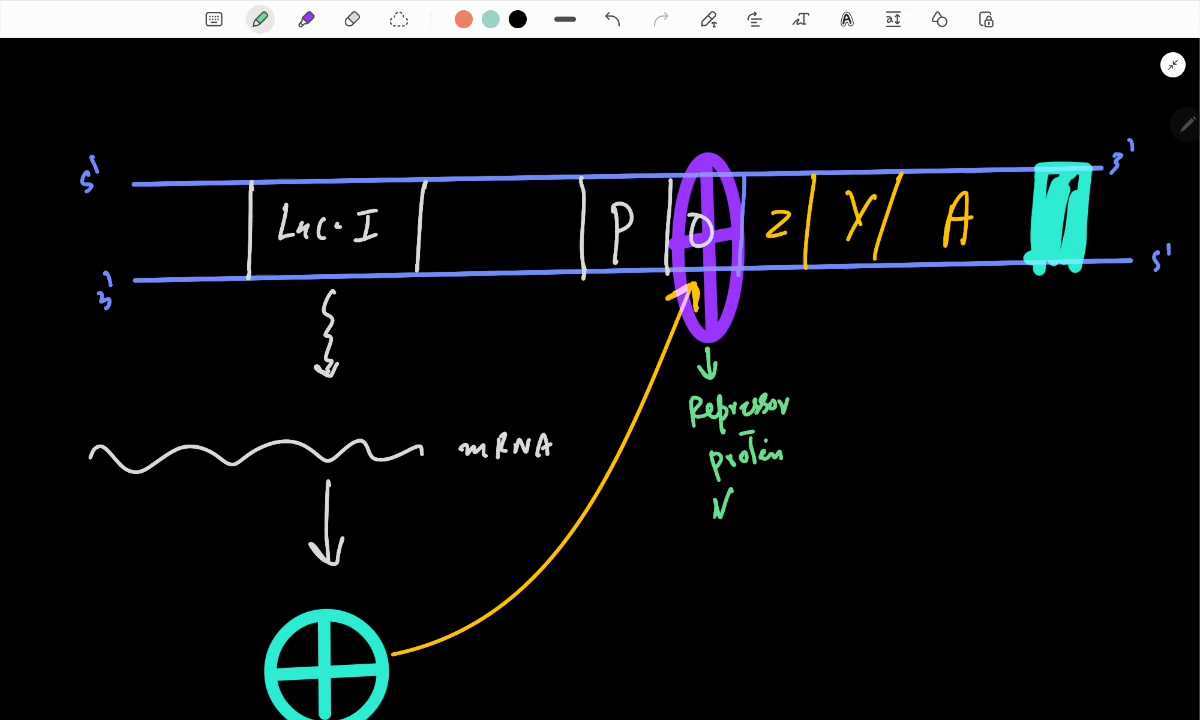 5' 3'
Lac-I P O Z Y A
3' 5'
Repressor
protein
mRNA